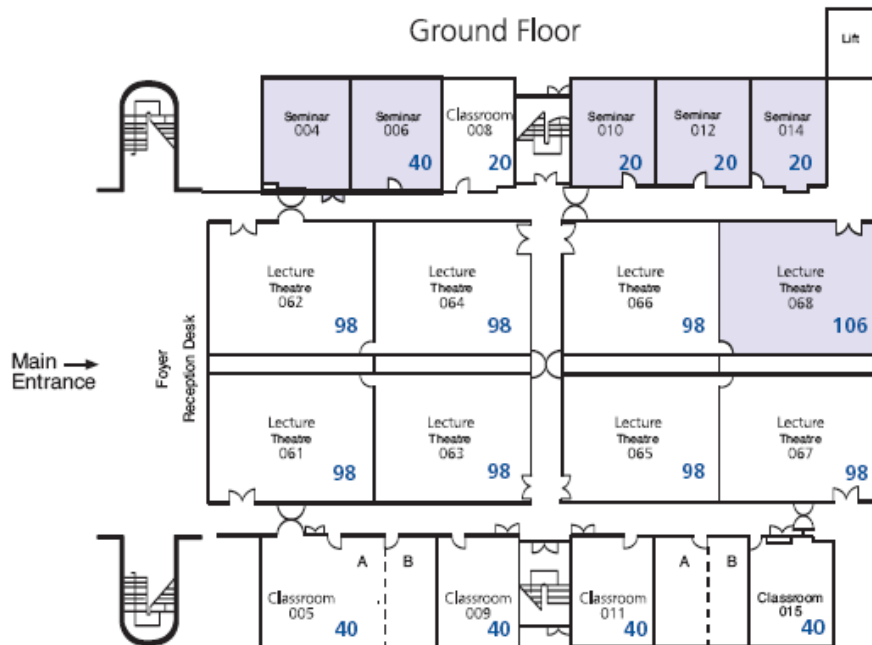 Ground Floor
Lift
Seminar
004
Seminar
006
40
Classroom
008
20
Seminar
010
20
Seminar
012
20
Seminar
014
20
Lecture
Theatre
062
98
Lecture
Theatre
064
98
Lecture
Theatre
066
98
Lecture
Theatre
068
106
Main
Entrance
Foyer
Reception Desk
Lecture
Theatre
061
98
Lecture
Theatre
063
98
Lecture
Theatre
065
98
Lecture
Theatre
067
98
A
B
Classroom
005
40
Classroom
009
40
Classroom
011
40
A
B
Classroom
015
40